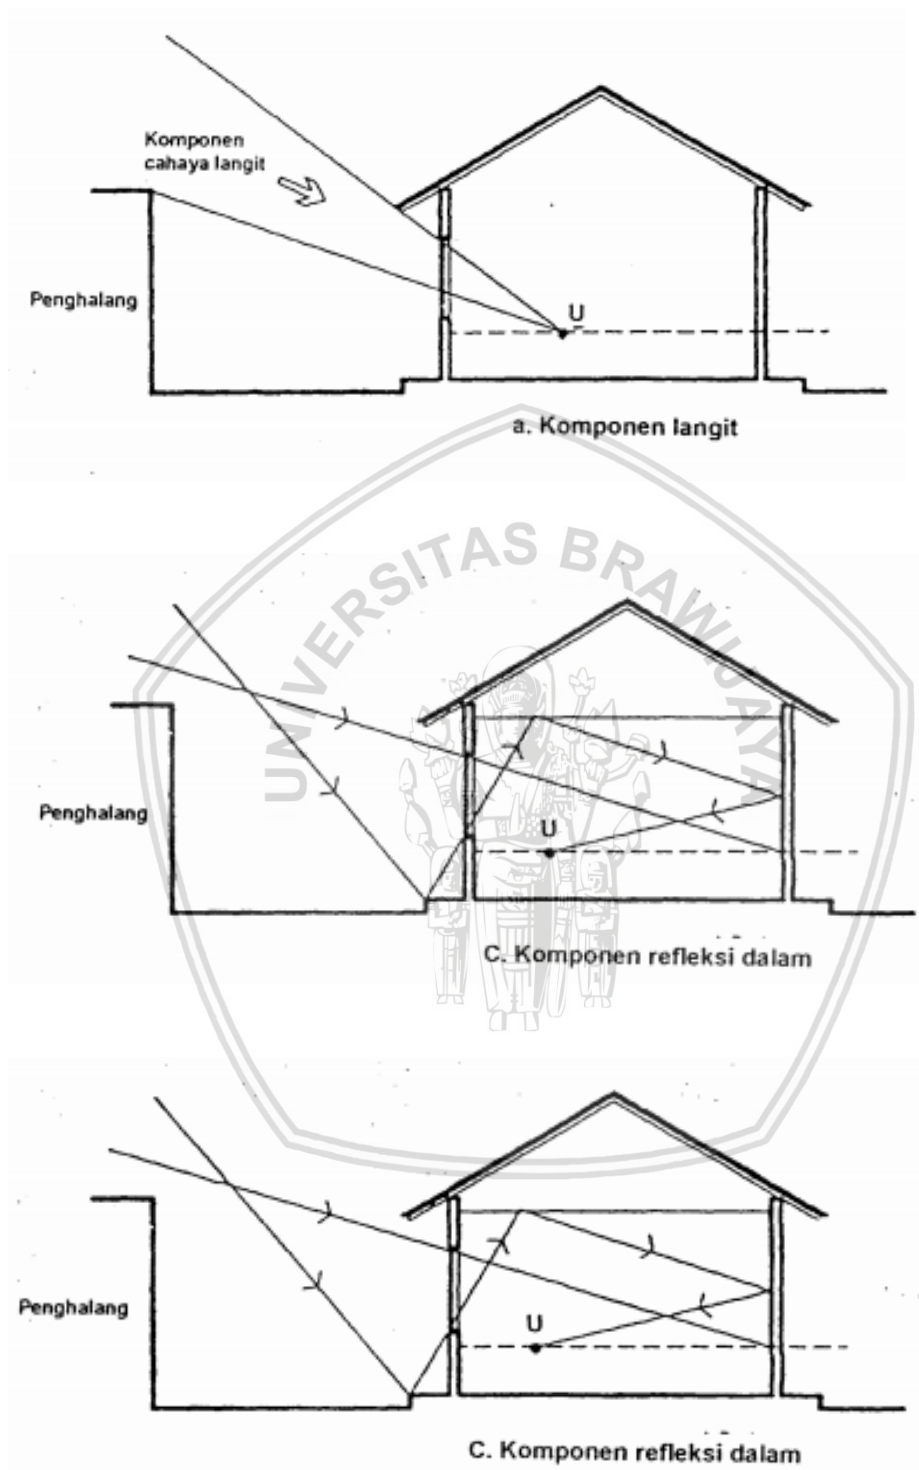 Komponen
cahaya langit
Penghalang
U
a. Komponen langit
UNIVERSITAS BRAWIJAYA
Penghalang
U
C. Komponen refleksi dalam
Penghalang
U
C. Komponen refleksi dalam